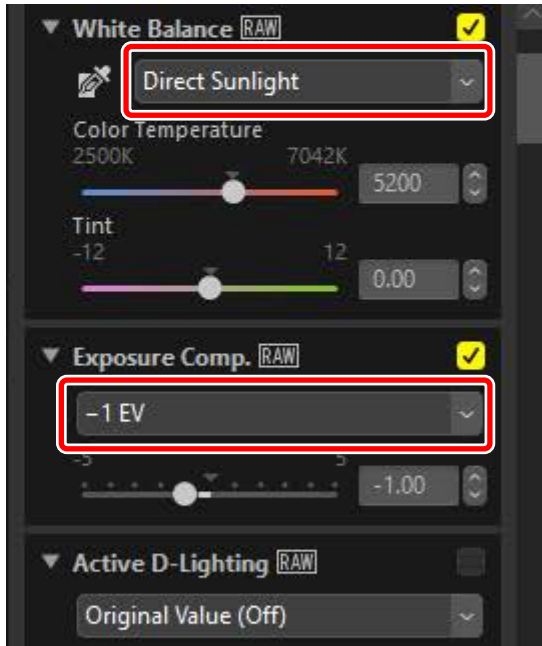 White Balance RAW
Direct Sunlight
Color Temperature
2500K 7042K
5200
Tint
-12 12
0.00
Exposure Comp. RAW
−1 EV
-5 5
-1.00
Active D-Lighting RAW
Original Value (Off)